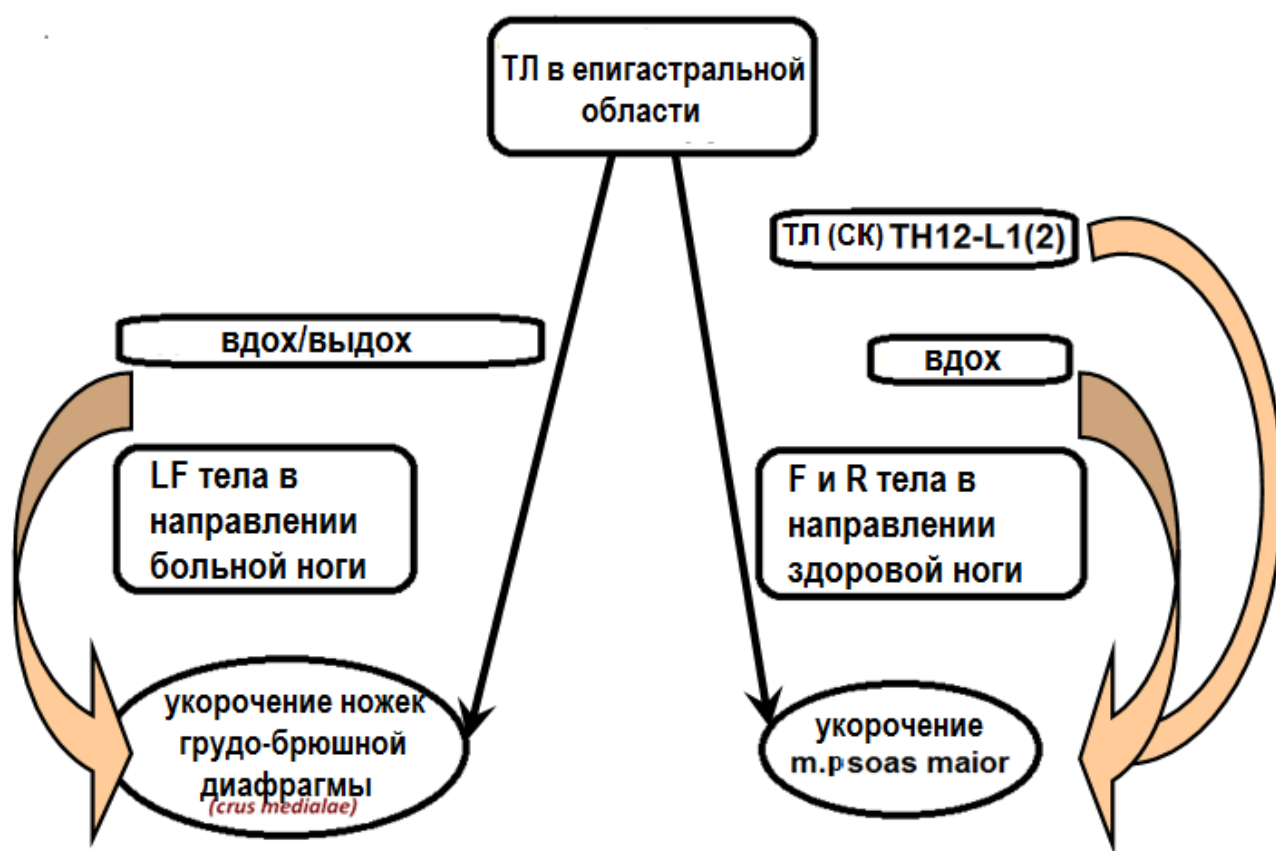 ТЛ в епигастральной
области
ТЛ (СК) TH12-L1(2)
вдох/выдох
вдох
LF тела в
направлении
больной ноги
F и R тела в
направлении
здоровой ноги
укорочение ножек
грудо-брюшной
диафрагмы
(crus medialae)
укорочение
m.psoas maior